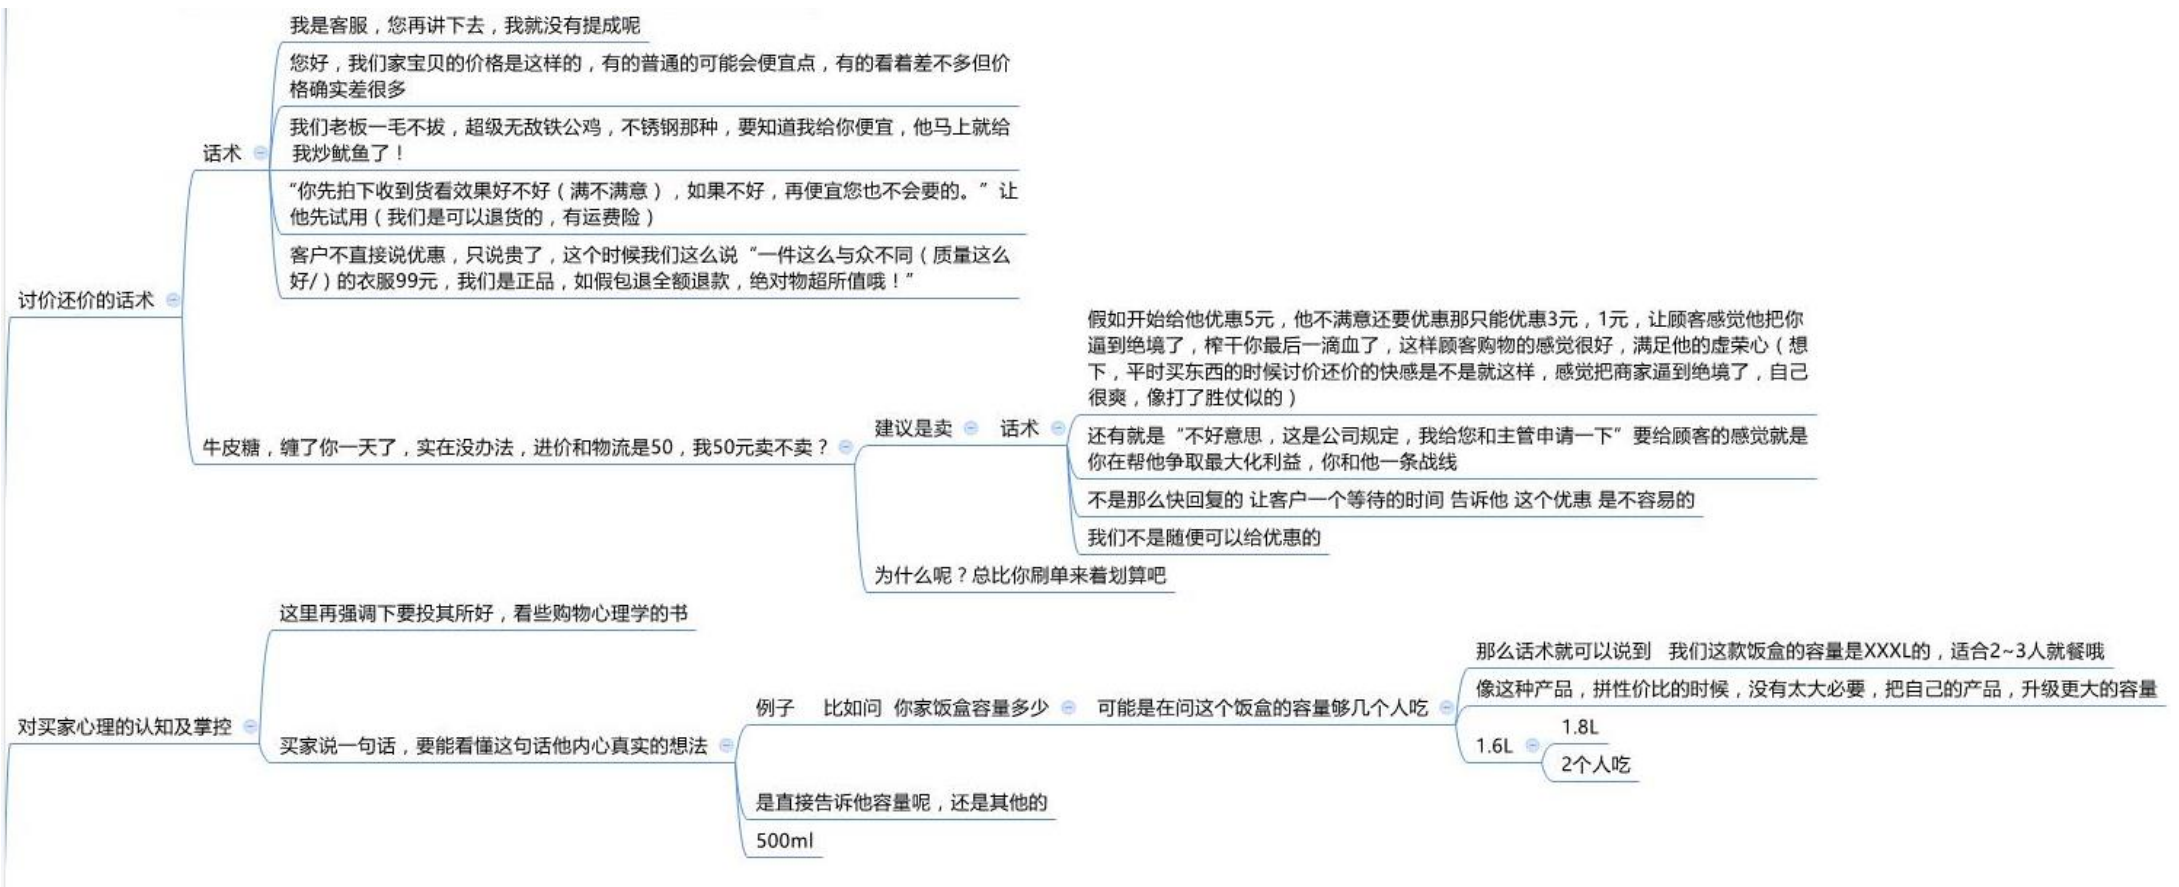 我是客服，您再讲下去，我就没有提成呢
您好，我们家宝贝的价格是这样的，有的普通的可能会便宜点，有的看着差不多但价
格确实差很多
我们老板一毛不拔，超级无敌铁公鸡，不锈钢那种，要知道我给你便宜，他马上就给
我炒鱿鱼了！
话术
“你先拍下收到货看效果好不好（满不满意），如果不好，再便宜您也不会要的。”让
他先试用（我们是可以退货的，有运费险）
客户不直接说优惠，只说贵了，这个时候我们这么说“一件这么与众不同（质量这么
好/）的衣服99元，我们是正品，如假包退全额退款，绝对物超所值哦！”
讨价还价的话术
假如开始给他优惠5元，他不满意还要优惠那只能优惠3元，1元，让顾客感觉他把你
逼到绝境了，榨干你最后一滴血了，这样顾客购物的感觉很好，满足他的虚荣心（想
下，平时买东西的时候讨价还价的快感是不是就这样，感觉把商家逼到绝境了，自己
很爽，像打了胜仗似的）
建议是卖
话术
还有就是“不好意思，这是公司规定，我给您和主管申请一下”要给顾客的感觉就是
你在帮他争取最大化利益，你和他一条战线
牛皮糖，缠了你一天了，实在没办法，进价和物流是50，我50元卖不卖？
不是那么快回复的 让客户一个等待的时间 告诉他 这个优惠 是不容易的
我们不是随便可以给优惠的
为什么呢？总比你刷单来着划算吧
这里再强调下要投其所好，看些购物心理学的书
那么话术就可以说到 我们这款饭盒的容量是XXXL的，适合2~3人就餐哦
像这种产品，拼性价比的时候，没有太大必要，把自己的产品，升级更大的容量
例子 比如问 你家饭盒容量多少
可能是在问这个饭盒的容量够几个人吃
1.8L
1.6L
2个人吃
对买家心理的认知及掌控
买家说一句话，要能看懂这句话他内心真实的想法
是直接告诉他容量呢，还是其他的
500ml